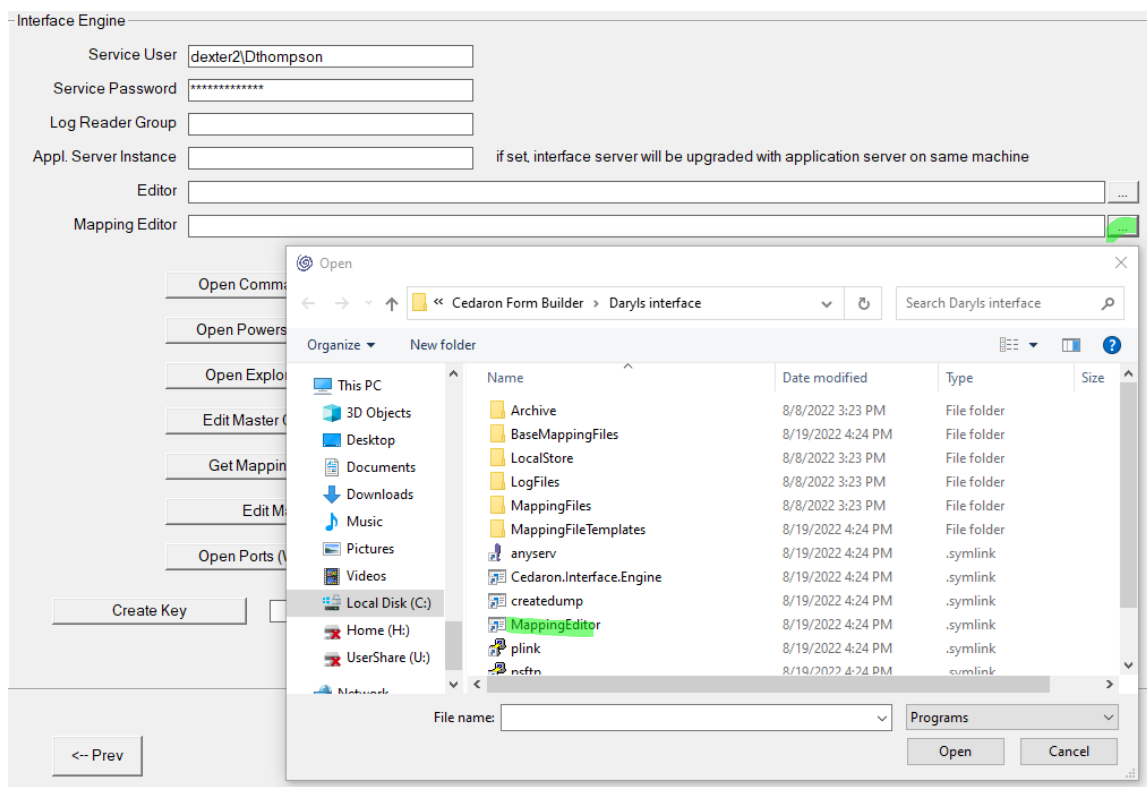 Interface Engine
Service User dexter2\Dthompson
Service Password *************
Log Reader Group
Appl. Server Instance if set, interface server will be upgraded with application server on same machine
Editor ...
Mapping Editor ...
Open
« Cedaron Form Builder > Daryls interface Search Daryls interface
Organize New folder ?
Name Date modified Type Size
This PC
3D Objects
Desktop
Documents
Downloads
Music
Pictures
Videos
Local Disk (C:)
Home (H:)
UserShare (U:)
Network
Archive 8/8/2022 3:23 PM File folder
BaseMappingFiles 8/19/2022 4:24 PM File folder
LocalStore 8/8/2022 3:23 PM File folder
LogFiles 8/8/2022 3:23 PM File folder
MappingFiles 8/8/2022 3:23 PM File folder
MappingFileTemplates 8/19/2022 4:24 PM File folder
anyserv 8/19/2022 4:24 PM .symlink
Cedaron.Interface.Engine 8/19/2022 4:24 PM .symlink
createdump 8/19/2022 4:24 PM .symlink
MappingEditor 8/19/2022 4:24 PM .symlink
plink 8/19/2022 4:24 PM .symlink
psftp 8/19/2022 4:24 PM .symlink
File name: Programs
Open Cancel
Open Comma
Open Powers
Open Explo
Edit Master
Get Mappin
Edit M
Open Ports (
Create Key
<-- Prev